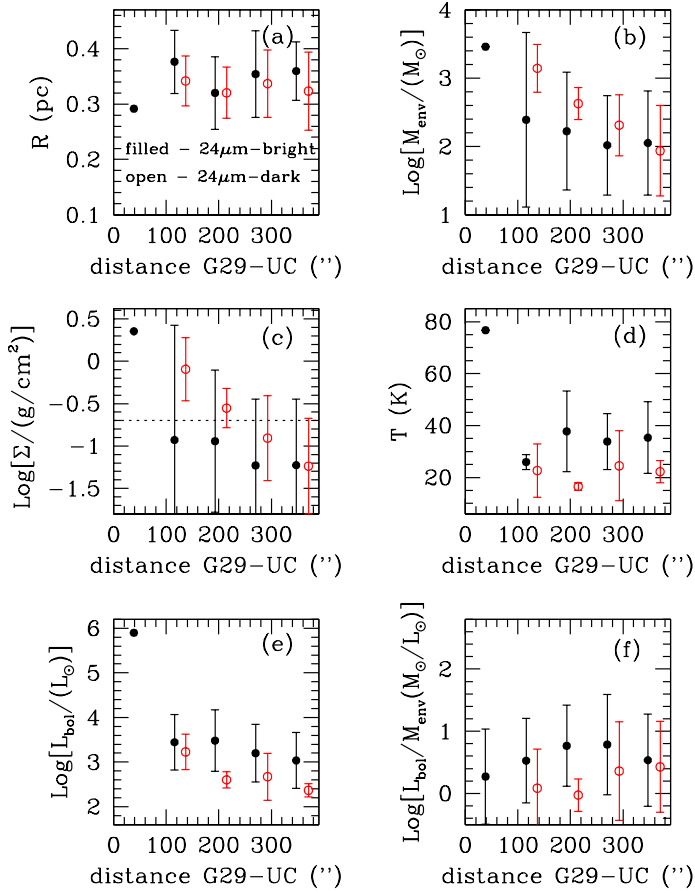 (a)
0.4
0.3
0.2
0.1
R (pc)
filled − 24μm−bright
open − 24μm−dark
0 100 200 300
distance G29−UC (’’)
(b)
4
3
2
1
Log[M_env/(M_⊙)]
0 100 200 300
distance G29−UC (’’)
(c)
0.5
0
−0.5
−1
−1.5
Log[Σ/(g/cm²)]
0 100 200 300
distance G29−UC (’’)
(d)
80
60
40
20
T (K)
0 100 200 300
distance G29−UC (’’)
(e)
6
5
4
3
2
Log[L_bol/(L_⊙)]
0 100 200 300
distance G29−UC (’’)
(f)
2
1
0
Log[L_bol/M_env(M_⊙/L_⊙)]
0 100 200 300
distance G29−UC (’’)